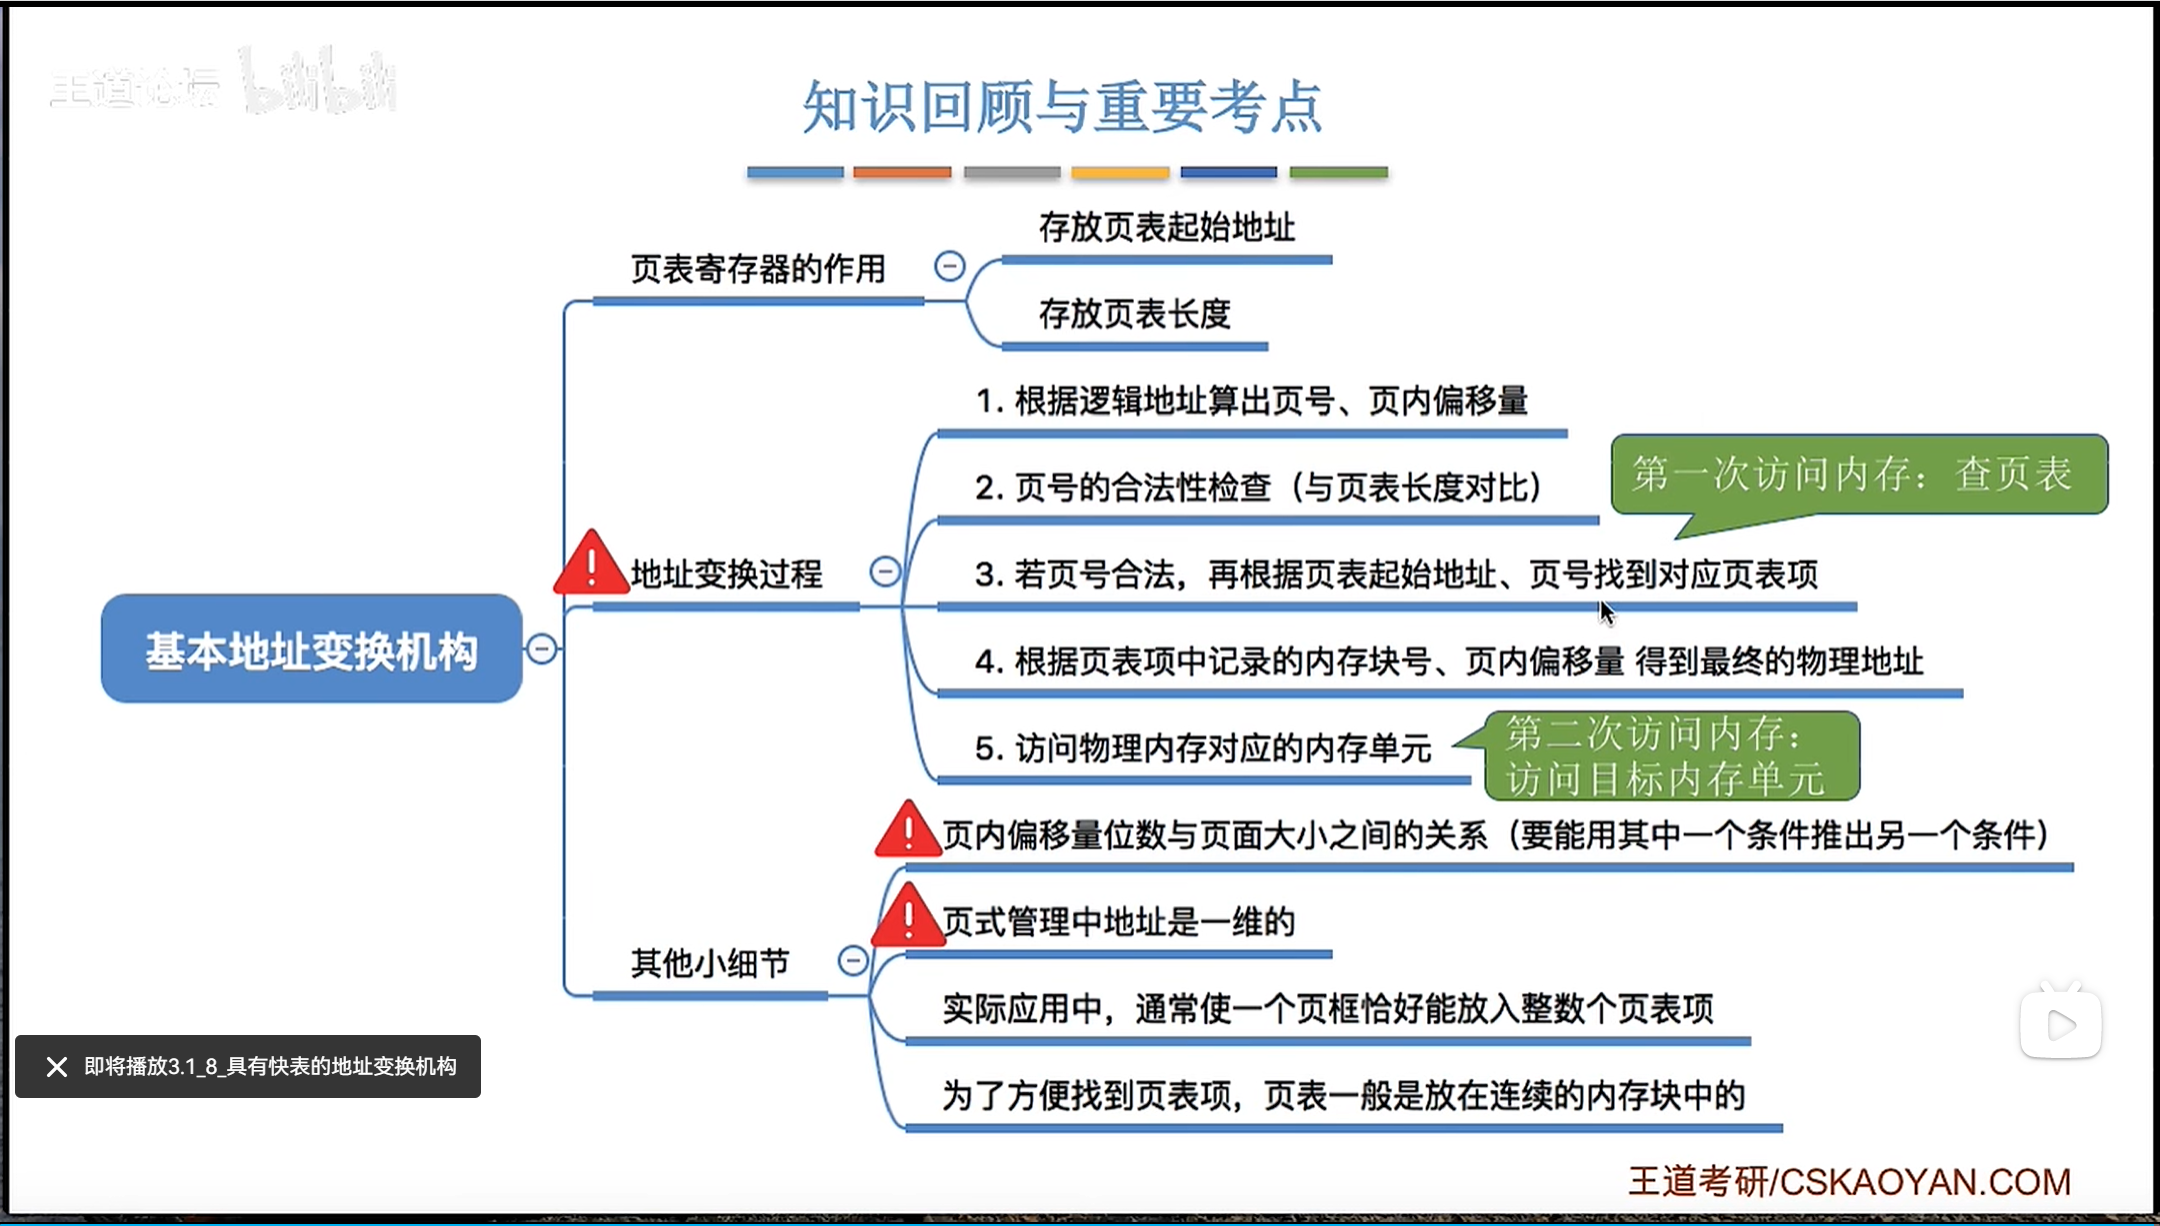 王道论坛 bilibili
知识回顾与重要考点
存放页表起始地址
页表寄存器的作用
存放页表长度
1. 根据逻辑地址算出页号、页内偏移量
2. 页号的合法性检查（与页表长度对比）
第一次访问内存：查页表
地址变换过程
3. 若页号合法，再根据页表起始地址、页号找到对应页表项
基本地址变换机构
4. 根据页表项中记录的内存块号、页内偏移量 得到最终的物理地址
5. 访问物理内存对应的内存单元
第二次访问内存：
访问目标内存单元
页内偏移量位数与页面大小之间的关系（要能用其中一个条件推出另一个条件）
页式管理中地址是一维的
其他小细节
实际应用中，通常使一个页框恰好能放入整数个页表项
即将播放3.1_8_具有快表的地址变换机构
为了方便找到页表项，页表一般是放在连续的内存块中的
王道考研/CSKAOYAN.COM